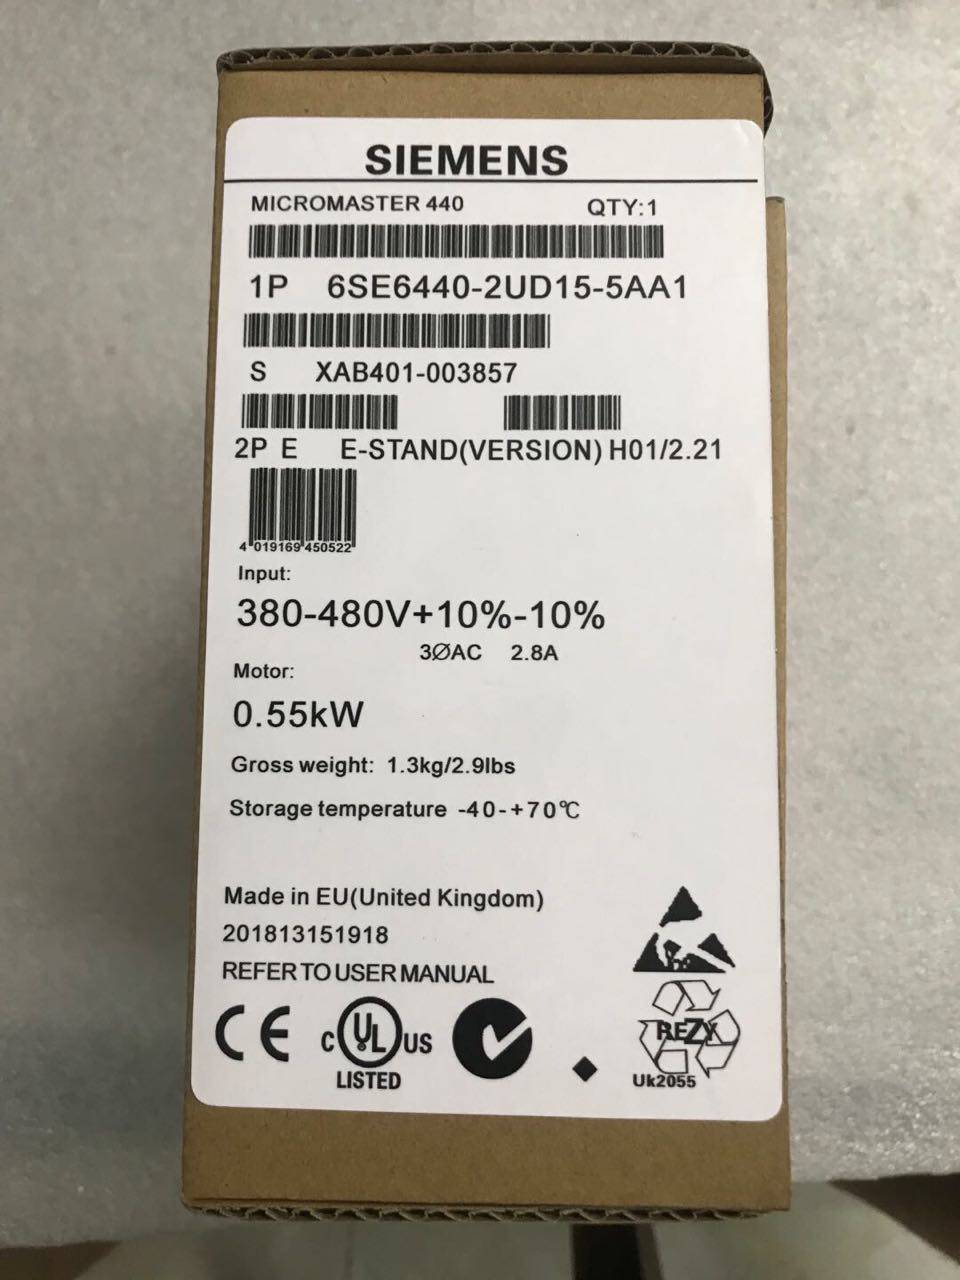 SIEMENS
MICROMASTER 440 QTY:1
1P 6SE6440-2UD15-5AA1
S XAB401-003857
2P E E-STAND(VERSION) H01/2.21
4 019169 450522
Input:
380-480V+10%-10%
3ØAC 2.8A
Motor:
0.55kW
Gross weight: 1.3kg/2.9lbs
Storage temperature -40-+70℃
Made in EU(United Kingdom)
201813151918
REFER TO USER MANUAL
CE C UL US
LISTED
REZY
Uk2055